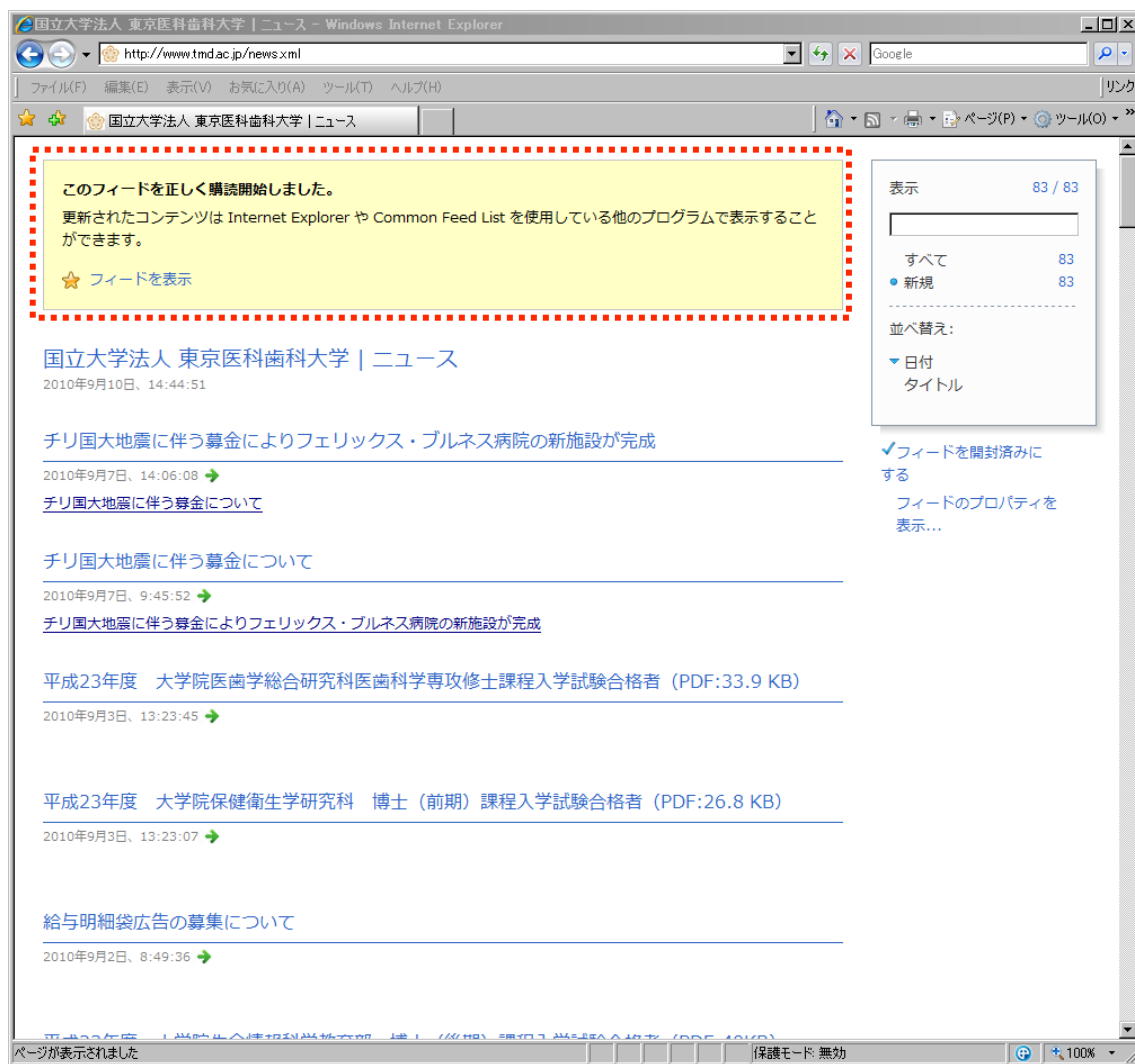 国立大学法人 東京医科歯科大学 | ニュース - Windows Internet Explorer
http://www.tmd.ac.jp/news.xml
Google
ファイル(F) 編集(E) 表示(V) お気に入り(A) ツール(T) ヘルプ(H)
リンク
国立大学法人 東京医科歯科大学 | ニュース
ページ(P) ツール(O) »
このフィードを正しく購読開始しました。
更新されたコンテンツは Internet Explorer や Common Feed List を使用している他のプログラムで表示すること
ができます。
フィードを表示
表示 83 / 83
すべて 83
新規 83
並べ替え:
日付
タイトル
フィードを開封済みに
する
フィードのプロパティを
表示...
国立大学法人 東京医科歯科大学 | ニュース
2010年9月10日、14:44:51
チリ国大地震に伴う募金によりフェリックス・ブルネス病院の新施設が完成
2010年9月7日、14:06:08
チリ国大地震に伴う募金について
チリ国大地震に伴う募金について
2010年9月7日、9:45:52
チリ国大地震に伴う募金によりフェリックス・ブルネス病院の新施設が完成
平成23年度 大学院医歯学総合研究科医歯科学専攻修士課程入学試験合格者（PDF:33.9 KB）
2010年9月3日、13:23:45
平成23年度 大学院保健衛生学研究科 博士（前期）課程入学試験合格者（PDF:26.8 KB）
2010年9月3日、13:23:07
給与明細袋広告の募集について
2010年9月2日、8:49:36
ページが表示されました
保護モード: 無効
100%